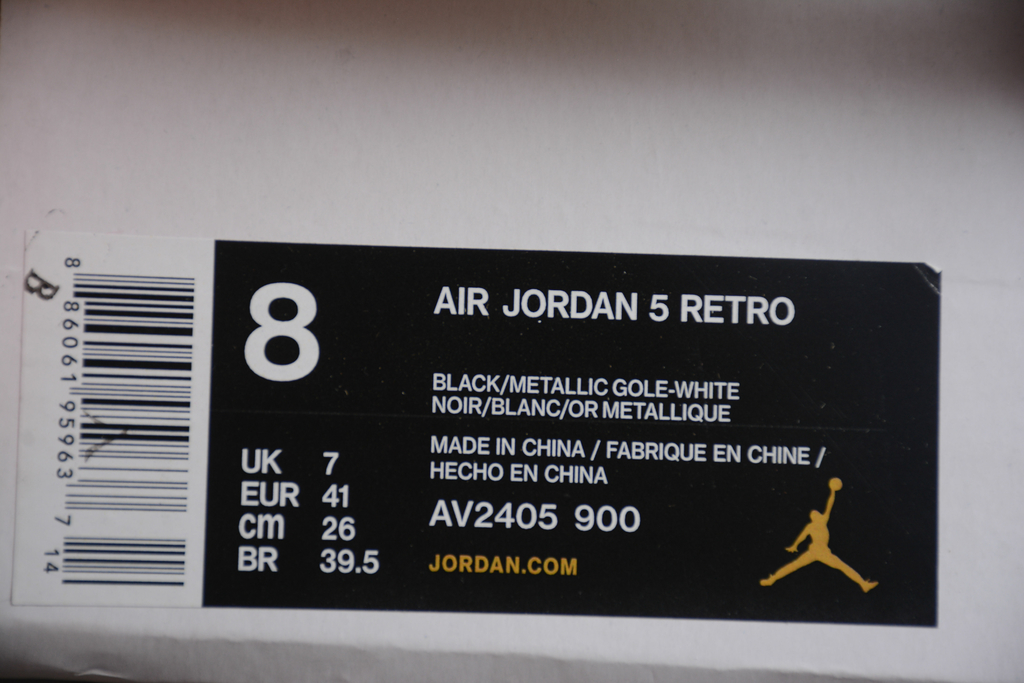 8 86061 95963 7 14
B
8
AIR JORDAN 5 RETRO
BLACK/METALLIC GOLE-WHITE
NOIR/BLANC/OR METALLIQUE
MADE IN CHINA / FABRIQUE EN CHINE /
HECHO EN CHINA
UK 7
EUR 41
cm 26
BR 39.5
AV2405 900
JORDAN.COM